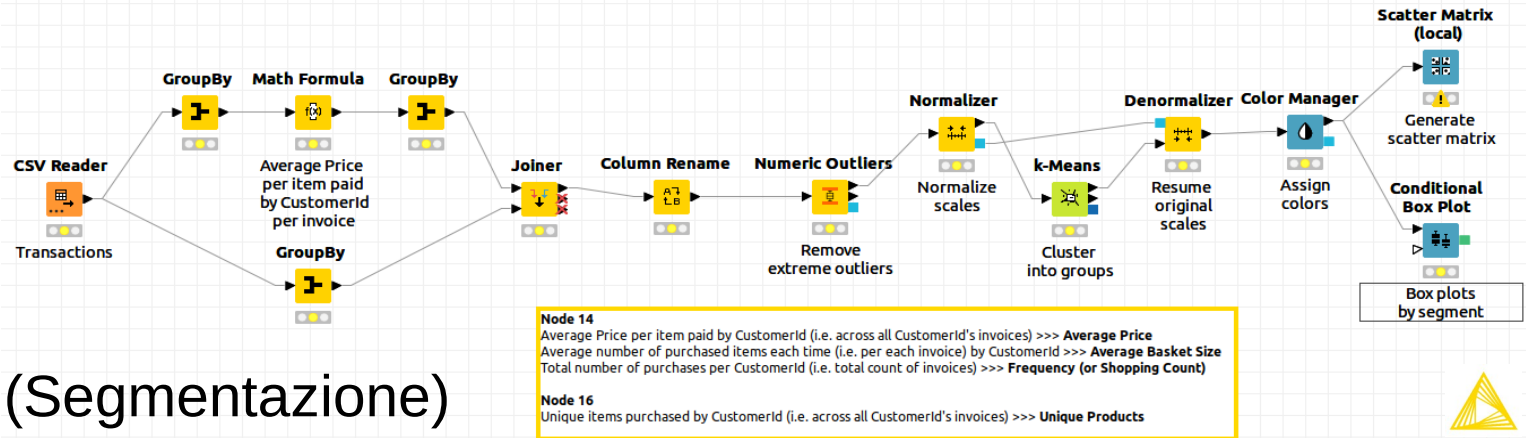 Scatter Matrix
(local)
GroupBy
Math Formula
GroupBy
Normalizer
Denormalizer
Color Manager
Generate
scatter matrix
CSV Reader
Average Price
per item paid
by CustomerId
per invoice
Joiner
Column Rename
Numeric Outliers
k-Means
Normalize
scales
Resume
original
scales
Assign
colors
Conditional
Box Plot
Transactions
GroupBy
Remove
extreme outliers
Cluster
into groups
Box plots
by segment
Node 14
Average Price per item paid by CustomerId (i.e. across all CustomerId's invoices) >>> Average Price
Average number of purchased items each time (i.e. per each invoice) by CustomerId >>> Average Basket Size
Total number of purchases per CustomerId (i.e. total count of invoices) >>> Frequency (or Shopping Count)
Node 16
Unique items purchased by CustomerId (i.e. across all CustomerId's invoices) >>> Unique Products
(Segmentazione)